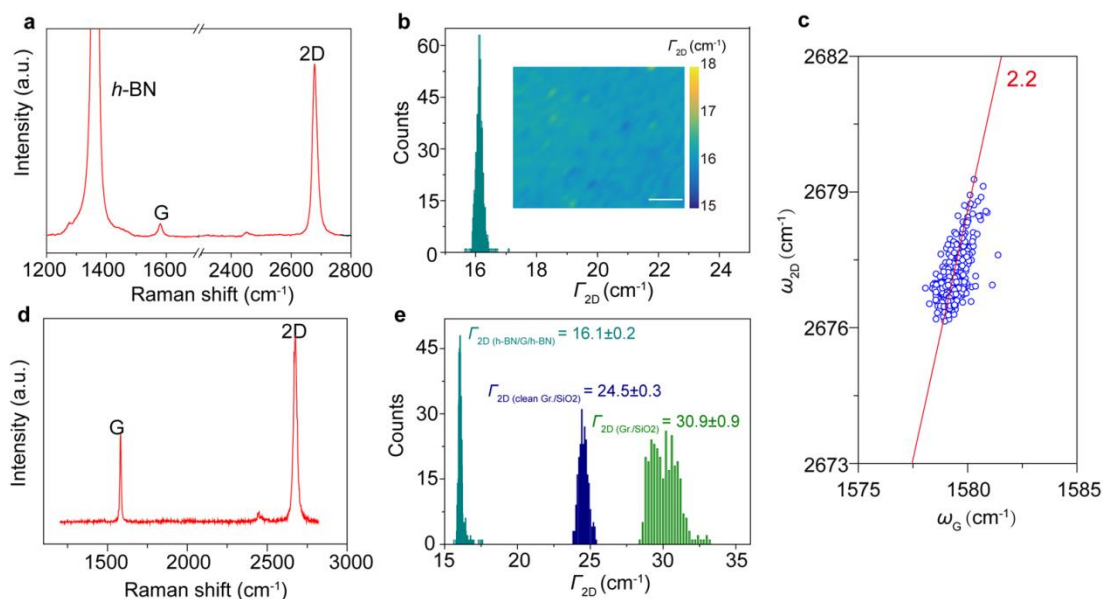 a
Intensity (a.u.)
h-BN
G
2D
1200 1400 1600 2400 2600 2800
Raman shift (cm⁻¹)
b
Counts
60
45
30
15
0
Γ2D (cm⁻¹)
18
17
16
15
16 18 20 22 24
Γ2D (cm⁻¹)
c
ω2D (cm⁻¹)
2682
2679
2676
2673
2.2
1575 1580 1585
ωG (cm⁻¹)
d
Intensity (a.u.)
G
2D
1500 2000 2500 3000
Raman shift (cm⁻¹)
e
Counts
45
30
15
0
Γ2D (h-BN/G/h-BN) = 16.1±0.2
Γ2D (clean Gr./SiO2) = 24.5±0.3
Γ2D (Gr./SiO2) = 30.9±0.9
15 20 25 30 35
Γ2D (cm⁻¹)